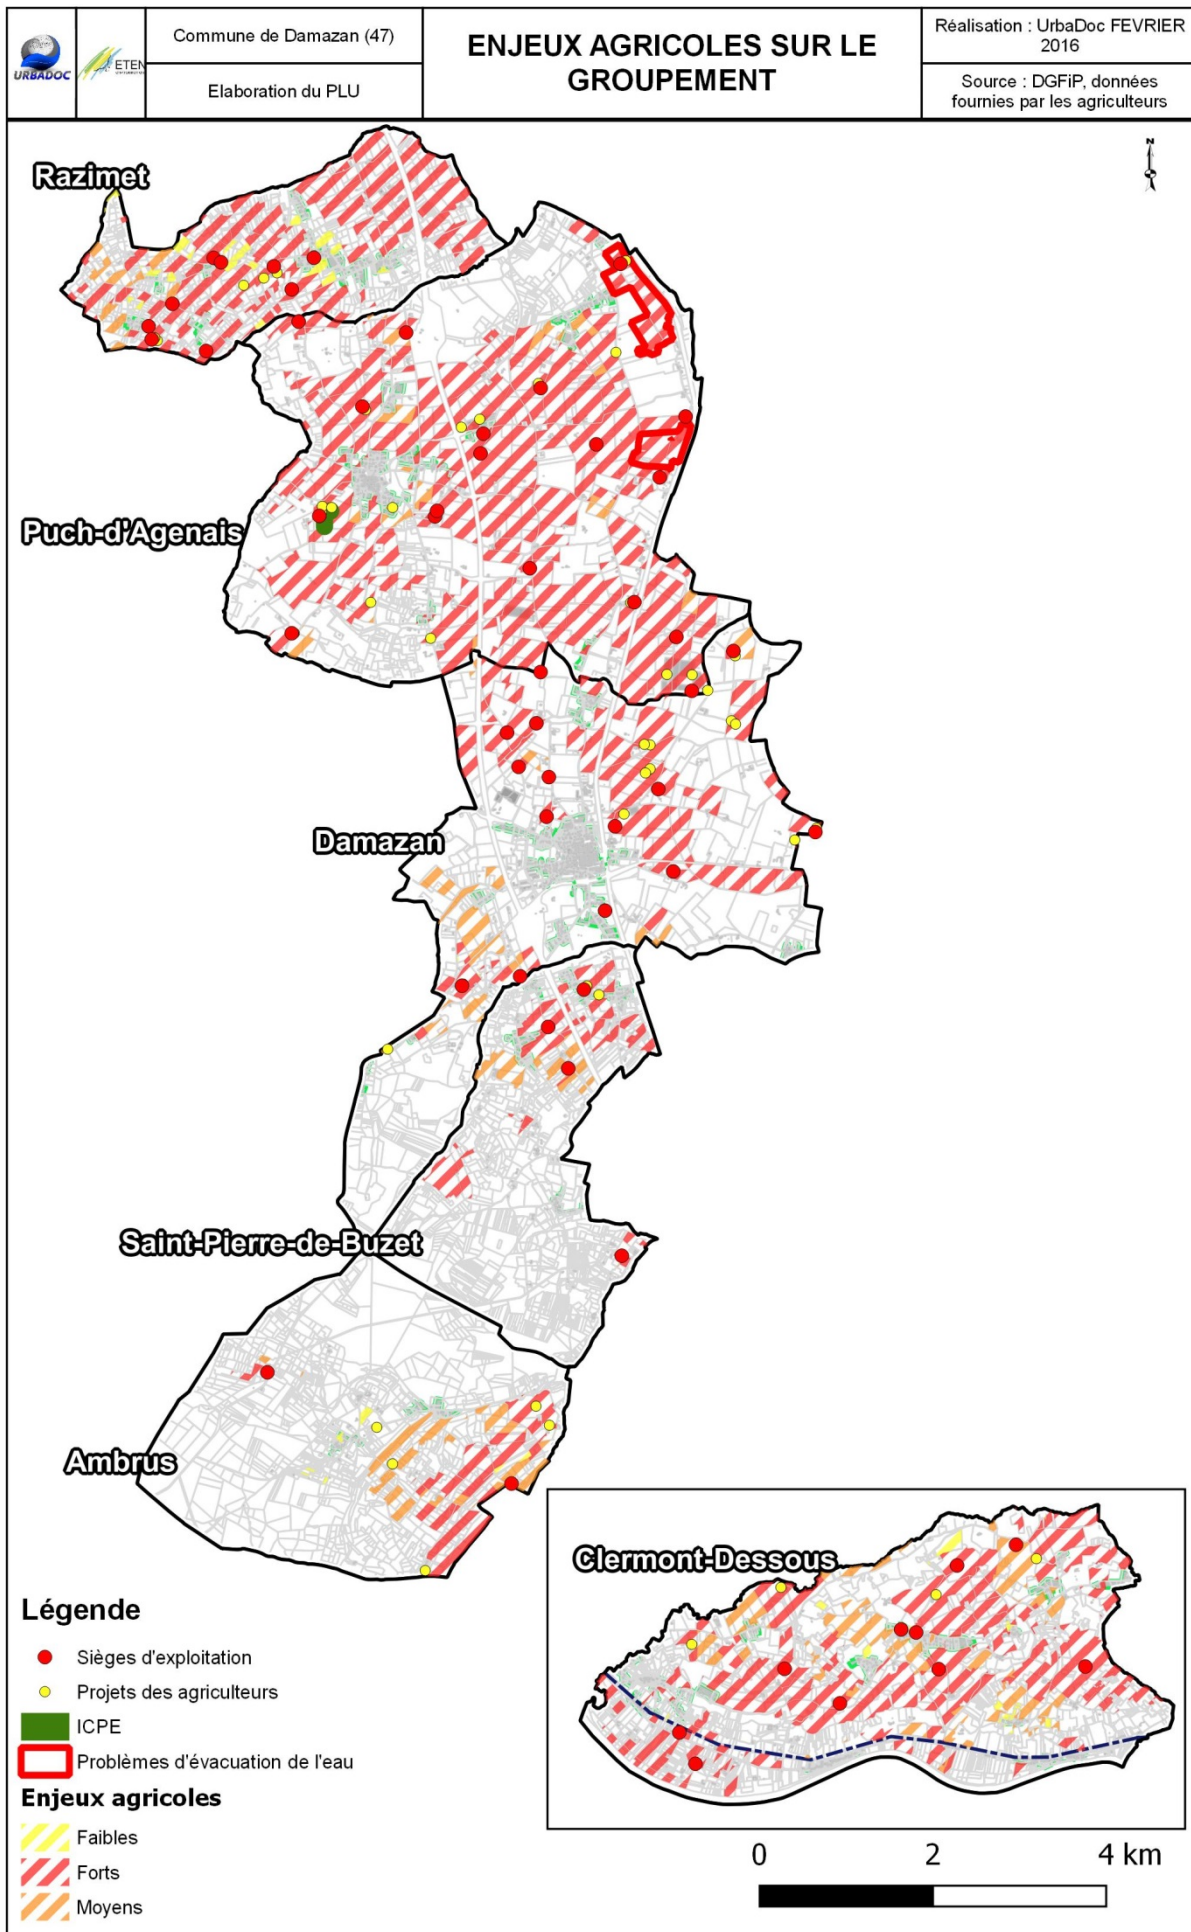 URBADOC
ETEN
Commune de Damazan (47)
Elaboration du PLU
ENJEUX AGRICOLES SUR LE
GROUPEMENT
Réalisation : UrbaDoc FEVRIER
2016
Source : DGFiP, données
fournies par les agriculteurs
N
Razimet
Puch-d'Agenais
Damazan
Saint-Pierre-de-Buzet
Ambrus
Clermont-Dessous
Légende
Sièges d'exploitation
Projets des agriculteurs
ICPE
Problèmes d'évacuation de l'eau
Enjeux agricoles
Faibles
Forts
Moyens
0 2 4 km